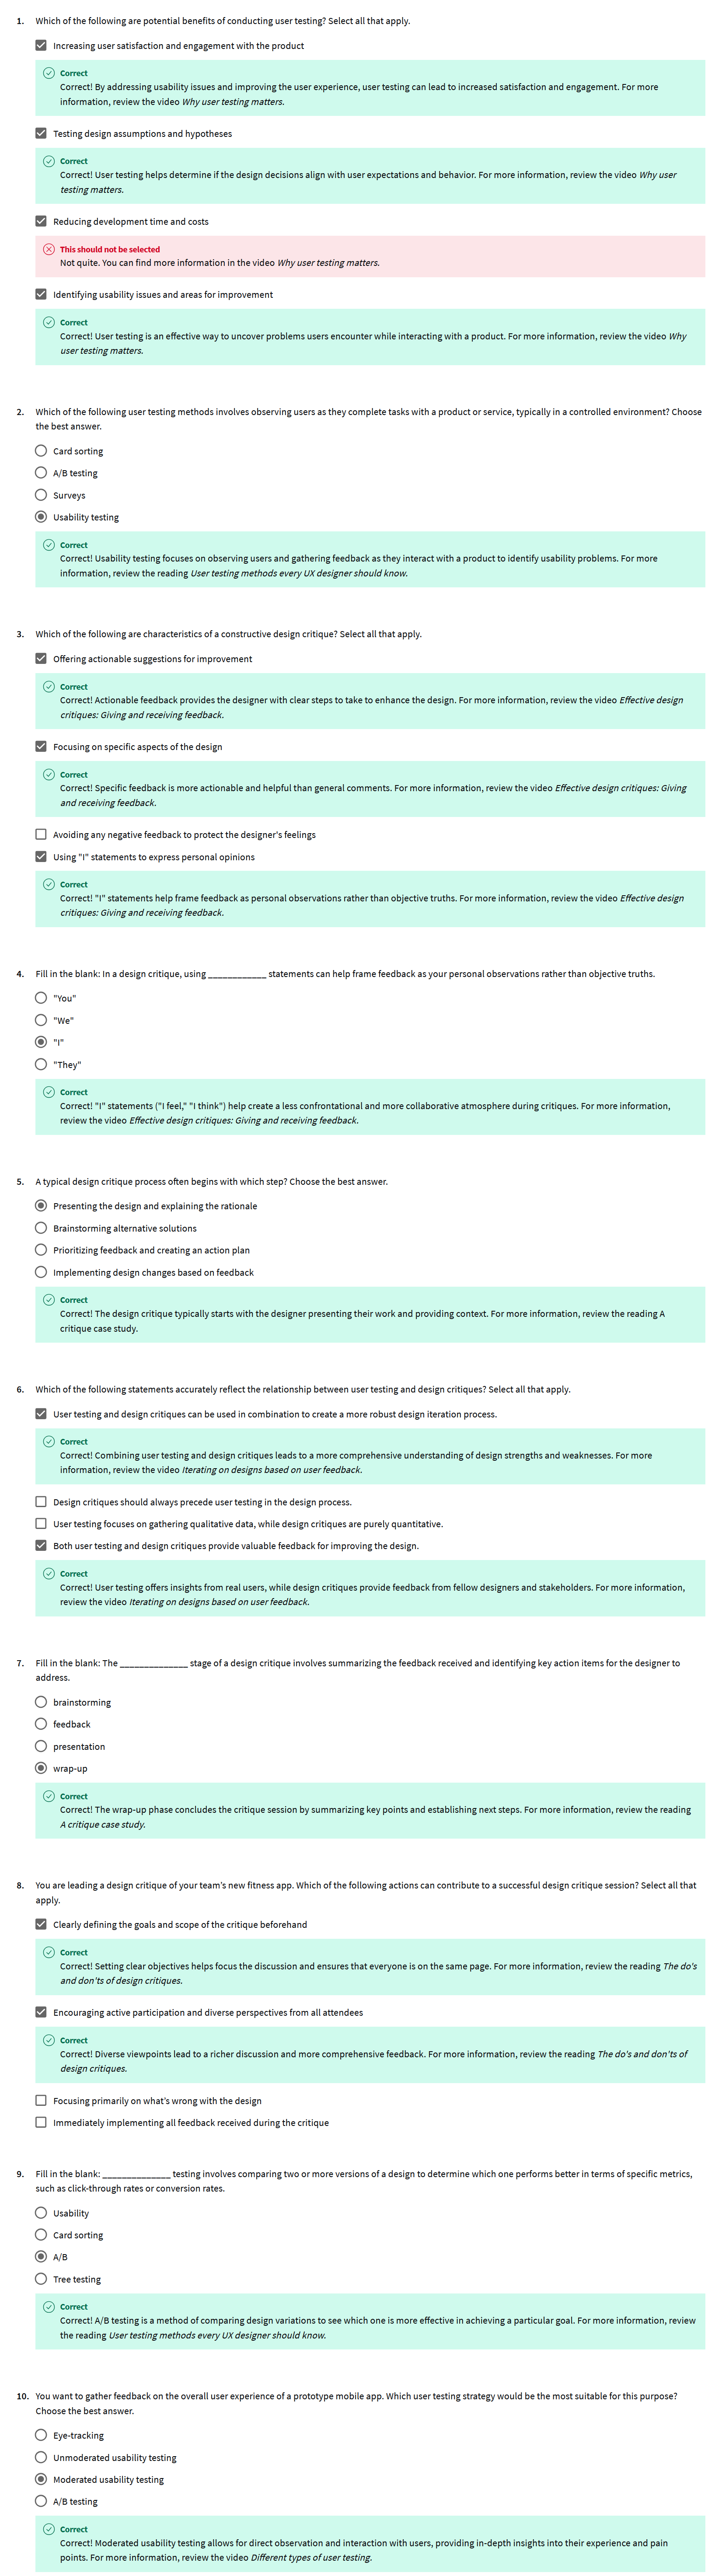 1. Which of the following are potential benefits of conducting user testing? Select all that apply.
Increasing user satisfaction and engagement with the product
Correct
Correct! By addressing usability issues and improving the user experience, user testing can lead to increased satisfaction and engagement. For more
information, review the video Why user testing matters.
Testing design assumptions and hypotheses
Correct
Correct! User testing helps determine if the design decisions align with user expectations and behavior. For more information, review the video Why user
testing matters.
Reducing development time and costs
This should not be selected
Not quite. You can find more information in the video Why user testing matters.
Identifying usability issues and areas for improvement
Correct
Correct! User testing is an effective way to uncover problems users encounter while interacting with a product. For more information, review the video Why
user testing matters.
2. Which of the following user testing methods involves observing users as they complete tasks with a product or service, typically in a controlled environment? Choose
the best answer.
Card sorting
A/B testing
Surveys
Usability testing
Correct
Correct! Usability testing focuses on observing users and gathering feedback as they interact with a product to identify usability problems. For more
information, review the reading User testing methods every UX designer should know.
3. Which of the following are characteristics of a constructive design critique? Select all that apply.
Offering actionable suggestions for improvement
Correct
Correct! Actionable feedback provides the designer with clear steps to take to enhance the design. For more information, review the video Effective design
critiques: Giving and receiving feedback.
Focusing on specific aspects of the design
Correct
Correct! Specific feedback is more actionable and helpful than general comments. For more information, review the video Effective design critiques: Giving
and receiving feedback.
Avoiding any negative feedback to protect the designer's feelings
Using "I" statements to express personal opinions
Correct
Correct! "I" statements help frame feedback as personal observations rather than objective truths. For more information, review the video Effective design
critiques: Giving and receiving feedback.
4. Fill in the blank: In a design critique, using ____________ statements can help frame feedback as your personal observations rather than objective truths.
"You"
"We"
"I"
"They"
Correct
Correct! "I" statements ("I feel," "I think") help create a less confrontational and more collaborative atmosphere during critiques. For more information,
review the video Effective design critiques: Giving and receiving feedback.
5. A typical design critique process often begins with which step? Choose the best answer.
Presenting the design and explaining the rationale
Brainstorming alternative solutions
Prioritizing feedback and creating an action plan
Implementing design changes based on feedback
Correct
Correct! The design critique typically starts with the designer presenting their work and providing context. For more information, review the reading A
critique case study.
6. Which of the following statements accurately reflect the relationship between user testing and design critiques? Select all that apply.
User testing and design critiques can be used in combination to create a more robust design iteration process.
Correct
Correct! Combining user testing and design critiques leads to a more comprehensive understanding of design strengths and weaknesses. For more
information, review the video Iterating on designs based on user feedback.
Design critiques should always precede user testing in the design process.
User testing focuses on gathering qualitative data, while design critiques are purely quantitative.
Both user testing and design critiques provide valuable feedback for improving the design.
Correct
Correct! User testing offers insights from real users, while design critiques provide feedback from fellow designers and stakeholders. For more information,
review the video Iterating on designs based on user feedback.
7. Fill in the blank: The ______________ stage of a design critique involves summarizing the feedback received and identifying key action items for the designer to
address.
brainstorming
feedback
presentation
wrap-up
Correct
Correct! The wrap-up phase concludes the critique session by summarizing key points and establishing next steps. For more information, review the reading
A critique case study.
8. You are leading a design critique of your team's new fitness app. Which of the following actions can contribute to a successful design critique session? Select all that
apply.
Clearly defining the goals and scope of the critique beforehand
Correct
Correct! Setting clear objectives helps focus the discussion and ensures that everyone is on the same page. For more information, review the reading The do's
and don'ts of design critiques.
Encouraging active participation and diverse perspectives from all attendees
Correct
Correct! Diverse viewpoints lead to a richer discussion and more comprehensive feedback. For more information, review the reading The do's and don'ts of
design critiques.
Focusing primarily on what's wrong with the design
Immediately implementing all feedback received during the critique
9. Fill in the blank: ______________ testing involves comparing two or more versions of a design to determine which one performs better in terms of specific metrics,
such as click-through rates or conversion rates.
Usability
Card sorting
A/B
Tree testing
Correct
Correct! A/B testing is a method of comparing design variations to see which one is more effective in achieving a particular goal. For more information, review
the reading User testing methods every UX designer should know.
10. You want to gather feedback on the overall user experience of a prototype mobile app. Which user testing strategy would be the most suitable for this purpose?
Choose the best answer.
Eye-tracking
Unmoderated usability testing
Moderated usability testing
A/B testing
Correct
Correct! Moderated usability testing allows for direct observation and interaction with users, providing in-depth insights into their experience and pain
points. For more information, review the video Different types of user testing.